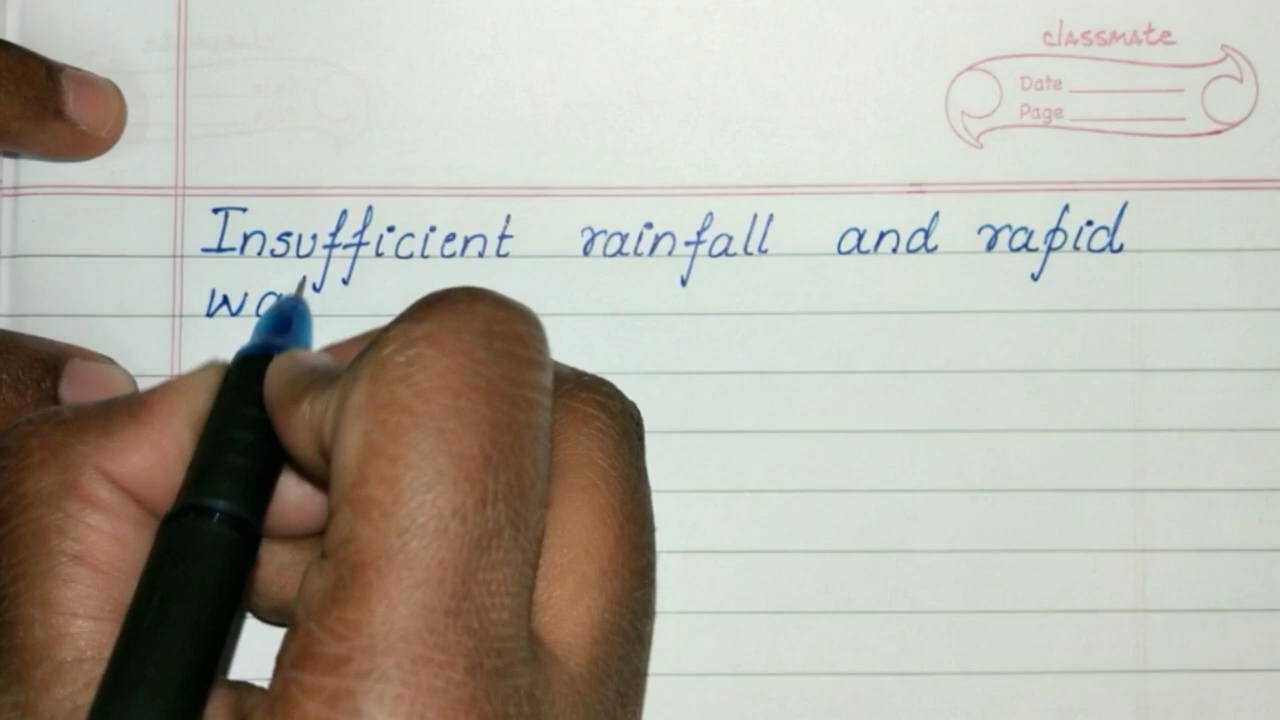 classmate
Date
Page
Insufficient rainfall and rapid
wa